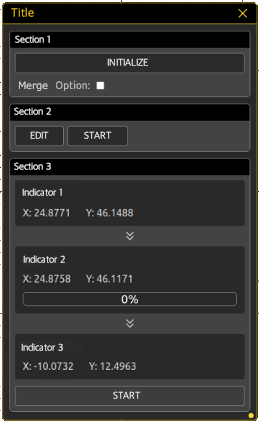 Title
Section 1
INITIALIZE
Merge Option:
Section 2
EDIT START
Section 3
Indicator 1
X: 24.8771 Y: 46.1488
Indicator 2
X: 24.8758 Y: 46.1171
0%
Indicator 3
X: -10.0732 Y: 12.4963
START